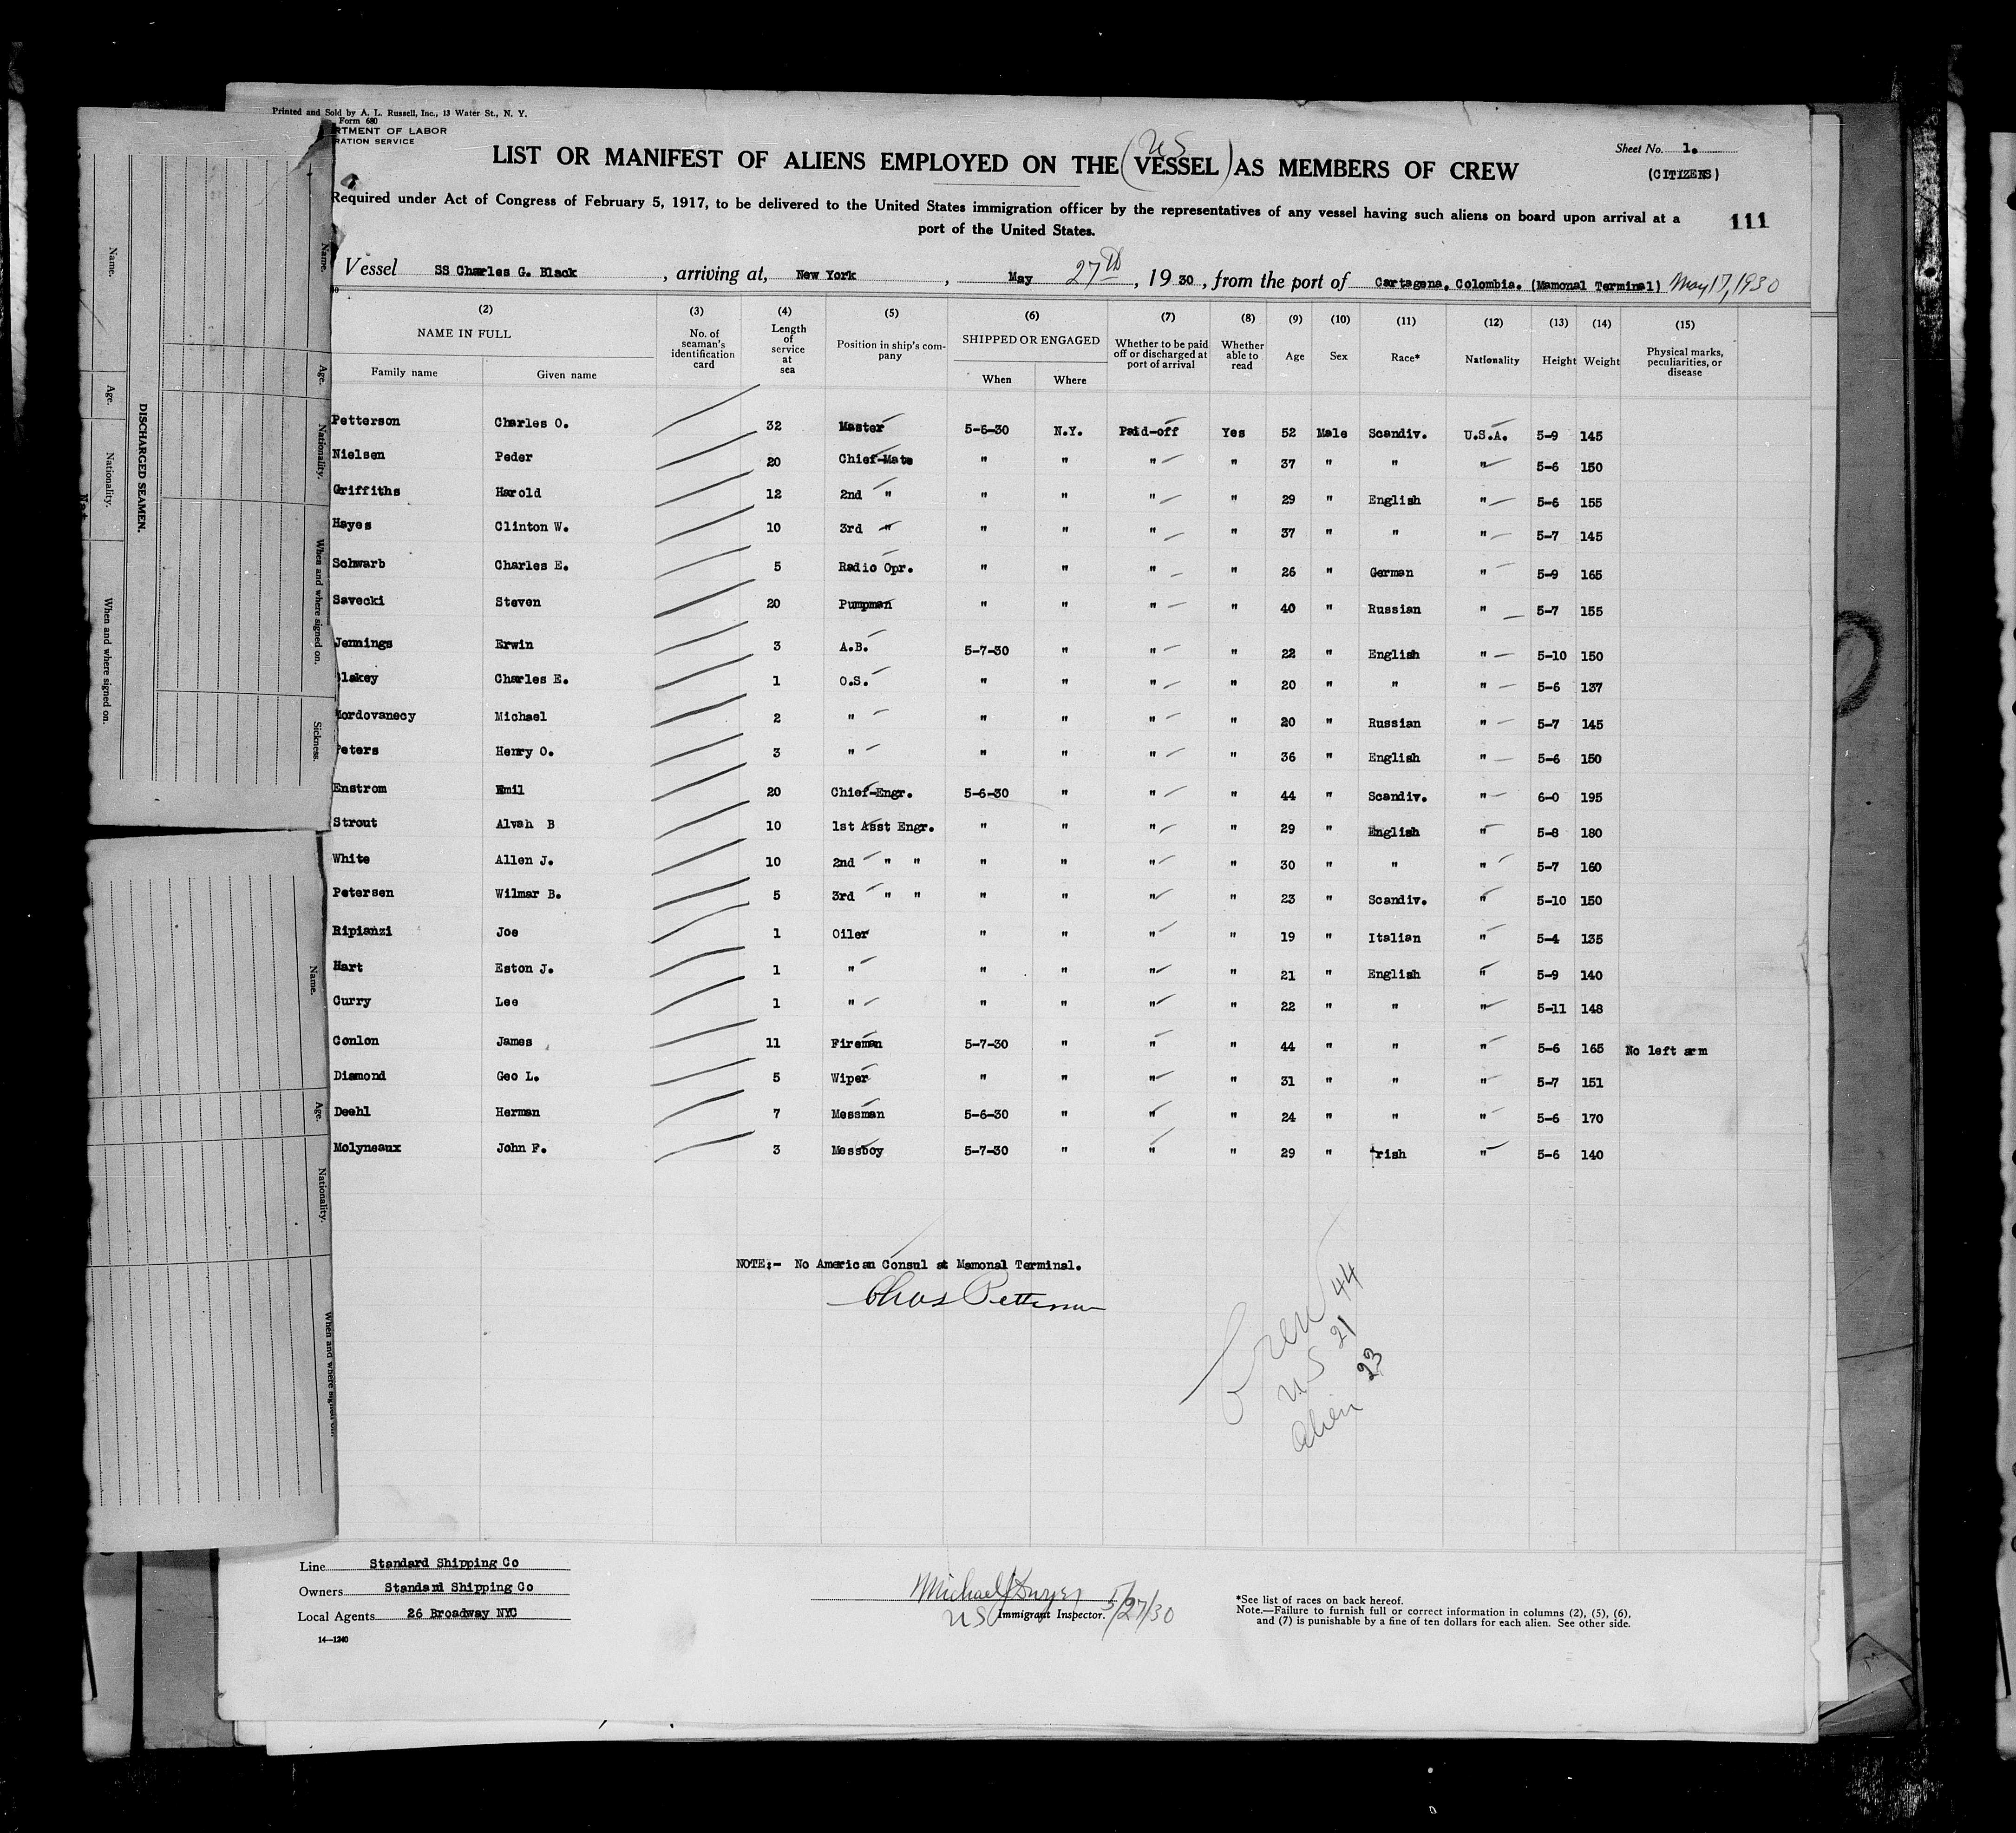 Printed and Sold by A. L. Russell, Inc., 13 Water St., N. Y.
Form 680
RTMENT OF LABOR
RATION SERVICE
US
LIST OR MANIFEST OF ALIENS EMPLOYED ON THE (VESSEL) AS MEMBERS OF CREW
Sheet No. 1.
(CITIZENS)
Required under Act of Congress of February 5, 1917, to be delivered to the United States immigration officer by the representatives of any vessel having such aliens on board upon arrival at a
port of the United States.
111
Vessel SS Charles G. Black, arriving at, New York, May 27th, 1930, from the port of Cartagena, Colombia. (Mamonal Terminal) May 17, 1930
(2) (3) (4) (5) (6) (7) (8) (9) (10) (11) (12) (13) (14) (15)
NAME IN FULL No. of seaman's identification card Length of service at sea Position in ship's company SHIPPED OR ENGAGED Whether to be paid off or discharged at port of arrival Whether able to read Age Sex Race* Nationality Height Weight Physical marks, peculiarities, or disease
Family name Given name When Where
Petterson Charles O. 32 Master 5-6-30 N.Y. Paid-off Yes 52 Male Scandiv. U.S.A. 5-9 145
Nielsen Peder 20 Chief-Mate " " " " 37 " " " 5-6 150
Griffiths Harold 12 2nd " " " " " 29 " English " 5-6 155
Hayes Clinton W. 10 3rd " " " " " 37 " " " 5-7 145
Schwarb Charles E. 5 Radio Opr. " " " " 26 " German " 5-9 165
Savecki Steven 20 Pumpman " " " " 40 " Russian " 5-7 155
Jennings Erwin 3 A.B. 5-7-30 " " " 22 " English " 5-10 150
Blakey Charles E. 1 O.S. " " " " 20 " " " 5-6 137
Mordovanecy Michael 2 " " " " " 20 " Russian " 5-7 145
Peters Henry O. 3 " " " " " 36 " English " 5-6 150
Enstrom Emil 20 Chief-Engr. 5-6-30 " " " 44 " Scandiv. " 6-0 195
Strout Alvah B 10 1st Asst Engr. " " " " 29 " English " 5-8 180
White Allen J. 10 2nd " " " " " " 30 " " " 5-7 160
Petersen Wilmar B. 5 3rd " " " " " " 23 " Scandiv. " 5-10 150
Ripianzi Joe 1 Oiler " " " " 19 " Italian " 5-4 135
Hart Eston J. 1 " " " " " 21 " English " 5-9 140
Curry Lee 1 " " " " " 22 " " " 5-11 148
Conlon James 11 Fireman 5-7-30 " " " 44 " " " 5-6 165 No left arm
Diamond Geo L. 5 Wiper " " " " 31 " " " 5-7 151
Deehl Herman 7 Messman 5-6-30 " " " 24 " " " 5-6 170
Molyneaux John F. 3 Messboy 5-7-30 " " " 29 " Irish " 5-6 140
NOTE:- No American Consul at Mamonal Terminal.
Chas Petterson
Crew 44
US 21
Alien 23
Line Standard Shipping Co
Owners Standard Shipping Co
Local Agents 26 Broadway NYC
14—1240
Michael Dwyer
US Immigrant Inspector. 5/27/30
*See list of races on back hereof.
Note.—Failure to furnish full or correct information in columns (2), (5), (6),
and (7) is punishable by a fine of ten dollars for each alien. See other side.
DISCHARGED SEAMEN.
Name. Age. Nationality. When and where signed on.
Name. Age. Nationality. When and where signed on. Sickness.
Name. Age. Nationality. When and where signed on.